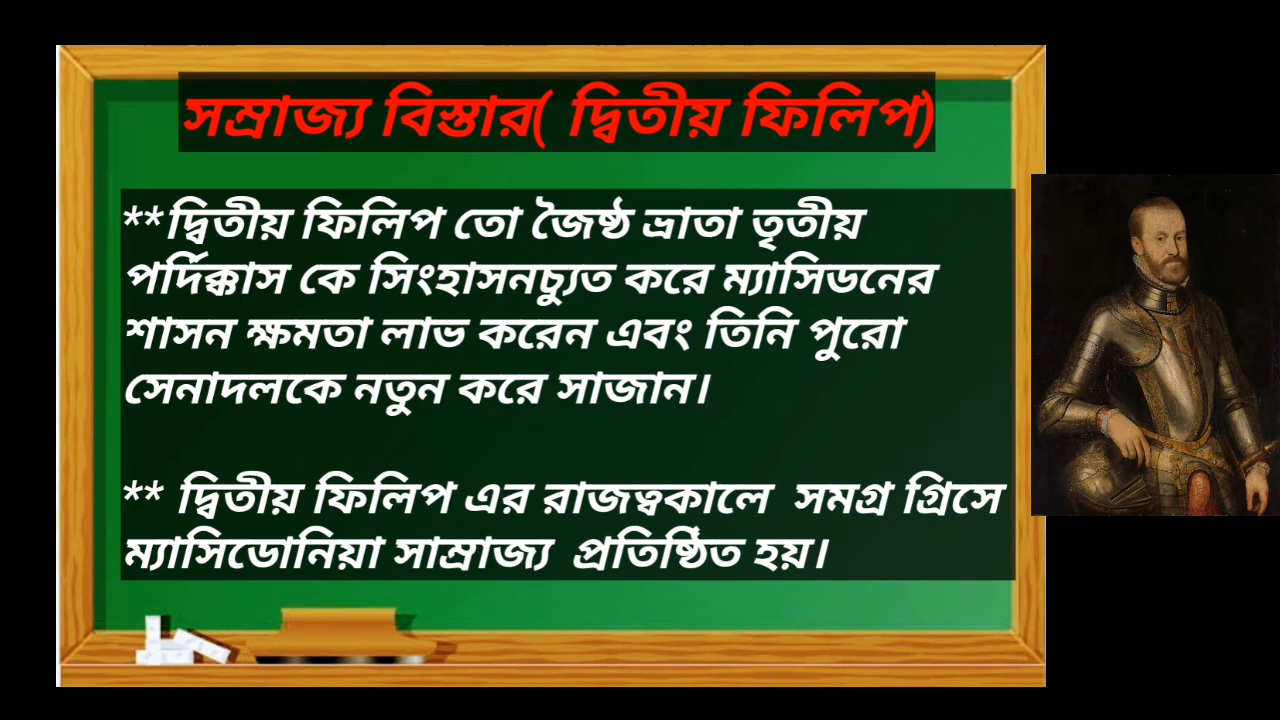 সম্রাজ্য বিস্তার( দ্বিতীয় ফিলিপ)
**দ্বিতীয় ফিলিপ তো জৈষ্ঠ ভ্রাতা তৃতীয়
পর্দিক্কাস কে সিংহাসনচ্যুত করে ম্যাসিডনের
শাসন ক্ষমতা লাভ করেন এবং তিনি পুরো
সেনাদলকে নতুন করে সাজান।
** দ্বিতীয় ফিলিপ এর রাজত্বকালে সমগ্র গ্রিসে
ম্যাসিডোনিয়া সাম্রাজ্য প্রতিষ্ঠিত হয়।